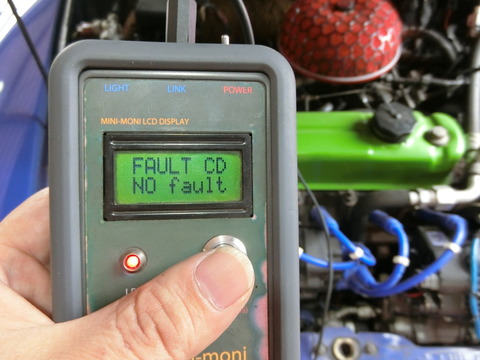 LIGHT LINK POWER
MINI-MONI LCD DISPLAY
FAULT CD
NO fault